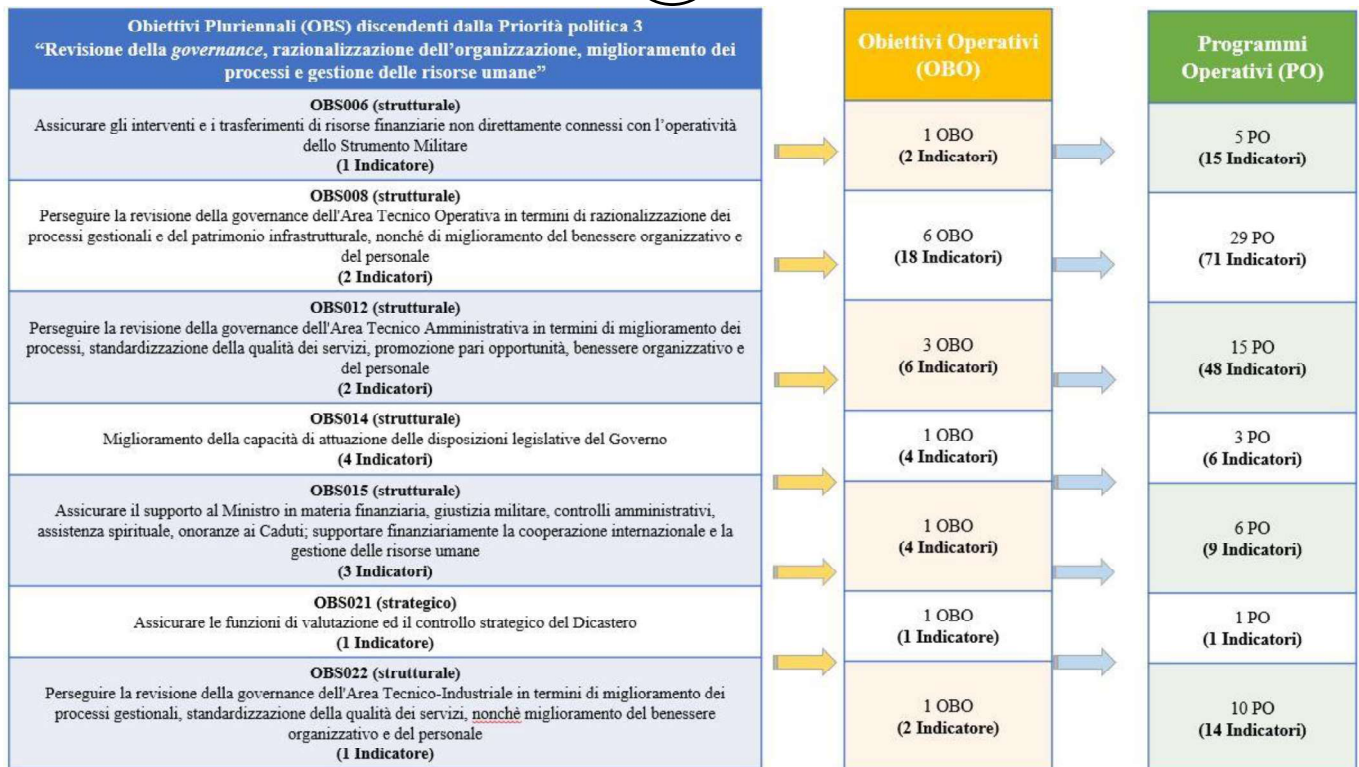 Obiettivi Pluriennali (OBS) discendenti dalla Priorità politica 3
“Revisione della governance, razionalizzazione dell’organizzazione, miglioramento dei
processi e gestione delle risorse umane”
Obiettivi Operativi
(OBO)
Programmi
Operativi (PO)
OBS006 (strutturale)
Assicurare gli interventi e i trasferimenti di risorse finanziarie non direttamente connessi con l’operatività
dello Strumento Militare
(1 Indicatore)
1 OBO
(2 Indicatori)
5 PO
(15 Indicatori)
OBS008 (strutturale)
Perseguire la revisione della governance dell'Area Tecnico Operativa in termini di razionalizzazione dei
processi gestionali e del patrimonio infrastrutturale, nonché di miglioramento del benessere organizzativo e
del personale
(2 Indicatori)
6 OBO
(18 Indicatori)
29 PO
(71 Indicatori)
OBS012 (strutturale)
Perseguire la revisione della governance dell'Area Tecnico Amministrativa in termini di miglioramento dei
processi, standardizzazione della qualità dei servizi, promozione pari opportunità, benessere organizzativo e
del personale
(2 Indicatori)
3 OBO
(6 Indicatori)
15 PO
(48 Indicatori)
OBS014 (strutturale)
Miglioramento della capacità di attuazione delle disposizioni legislative del Governo
(4 Indicatori)
1 OBO
(4 Indicatori)
3 PO
(6 Indicatori)
OBS015 (strutturale)
Assicurare il supporto al Ministro in materia finanziaria, giustizia militare, controlli amministrativi,
assistenza spirituale, onoranze ai Caduti; supportare finanziariamente la cooperazione internazionale e la
gestione delle risorse umane
(3 Indicatori)
1 OBO
(4 Indicatori)
6 PO
(9 Indicatori)
OBS021 (strategico)
Assicurare le funzioni di valutazione ed il controllo strategico del Dicastero
(1 Indicatore)
1 OBO
(1 Indicatore)
1 PO
(1 Indicatori)
OBS022 (strutturale)
Perseguire la revisione della governance dell'Area Tecnico-Industriale in termini di miglioramento dei
processi gestionali, standardizzazione della qualità dei servizi, nonchè miglioramento del benessere
organizzativo e del personale
(1 Indicatore)
1 OBO
(2 Indicatore)
10 PO
(14 Indicatori)